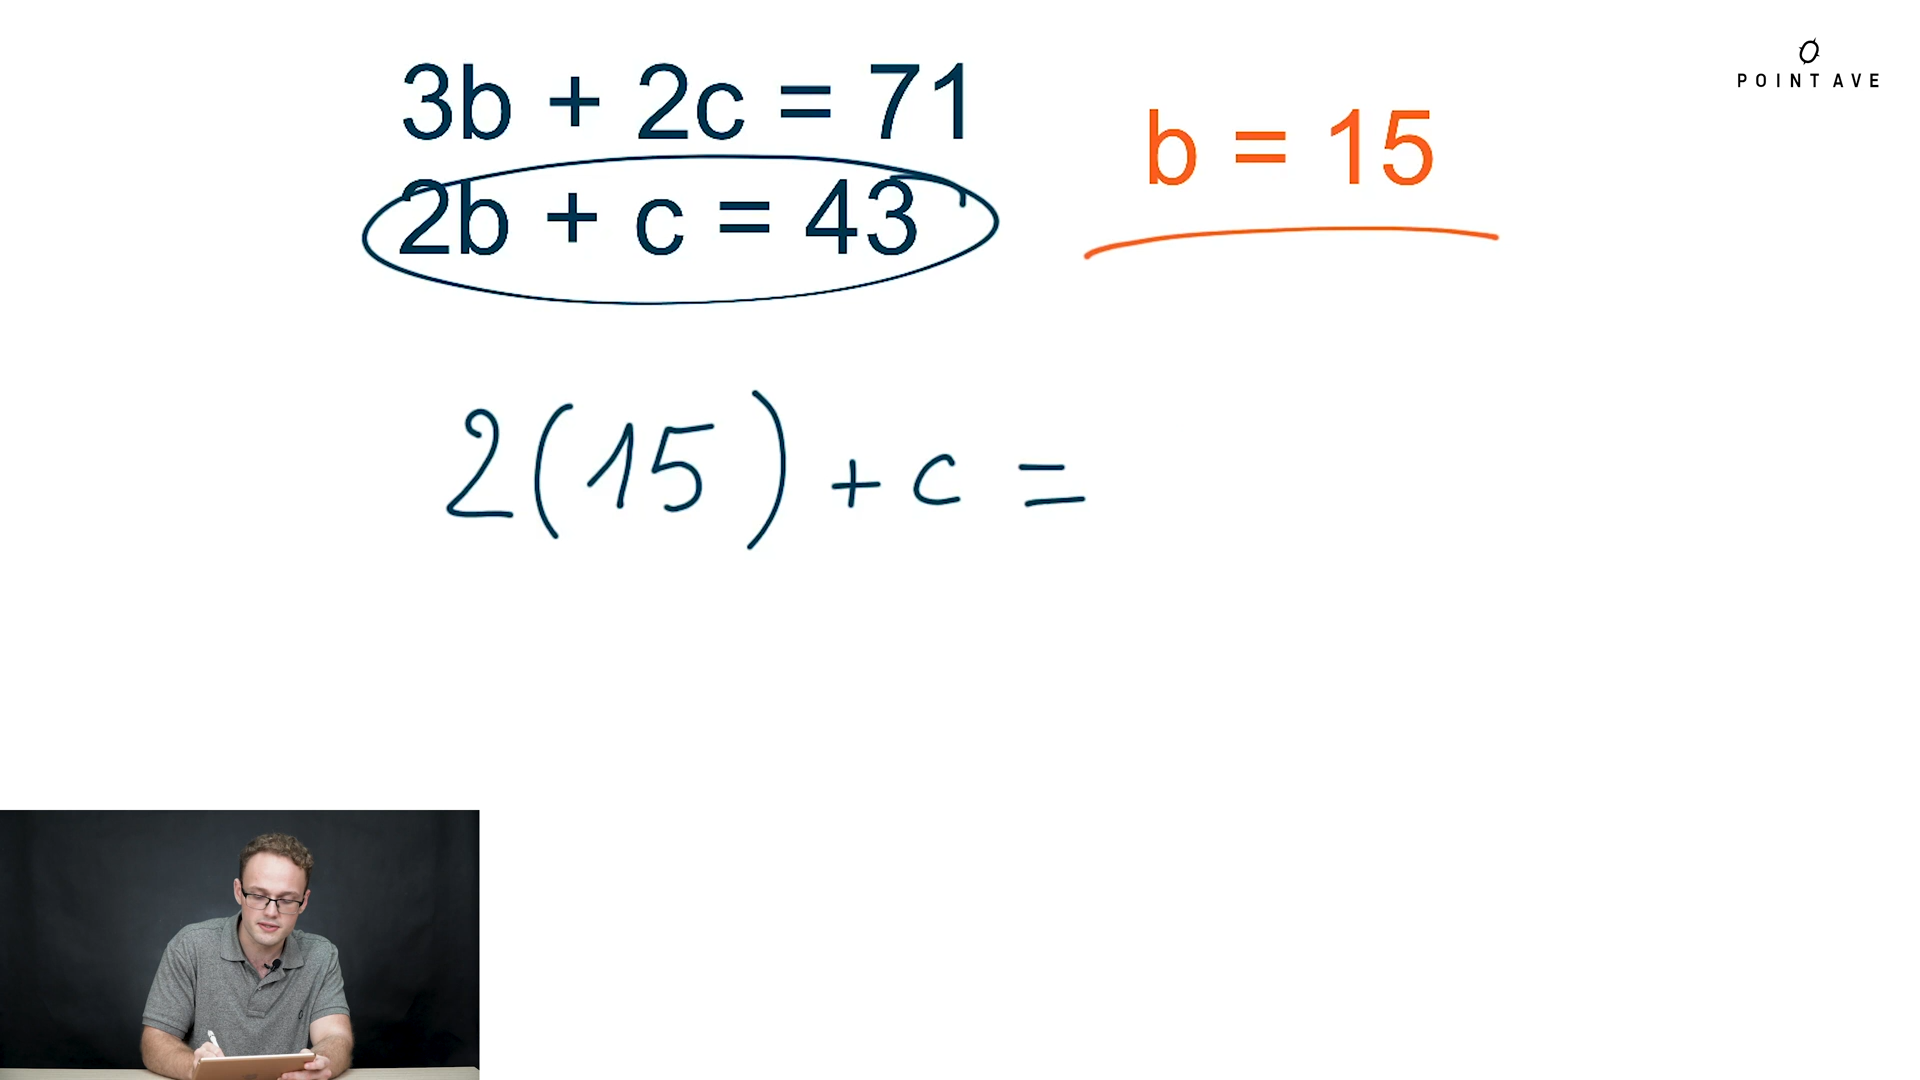 3b + 2c = 71
2b + c = 43
b = 15
POINT AVE
2(15) + c =